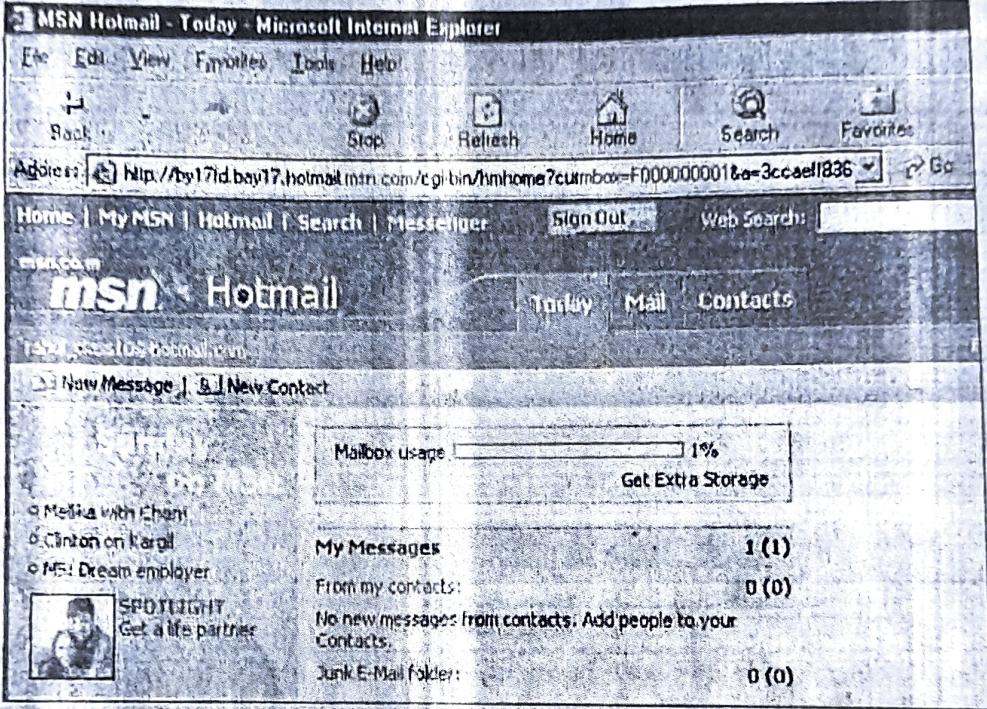 MSN Hotmail - Today - Microsoft Internet Explorer
File Edit View Favorites Tools Help
Back Stop Refresh Home Search Favorites
Address http://by17fd.bay17.hotmail.msn.com/cgi-bin/hmhome?curmbox=F000000001&a=3ccaef1836 Go
Home | My MSN | Hotmail | Search | Messenger Sign Out Web Search:
msn.com
msn Hotmail Today Mail Contacts
New Message | New Contact
Mailbox usage 1%
Get Extra Storage
with
Clinton on Kargil
Dream employer
My Messages 1 (1)
From my contacts: 0 (0)
SPOTLIGHT
Get a life partner
No new messages from contacts. Add people to your
Contacts.
Junk E-Mail folder: 0 (0)